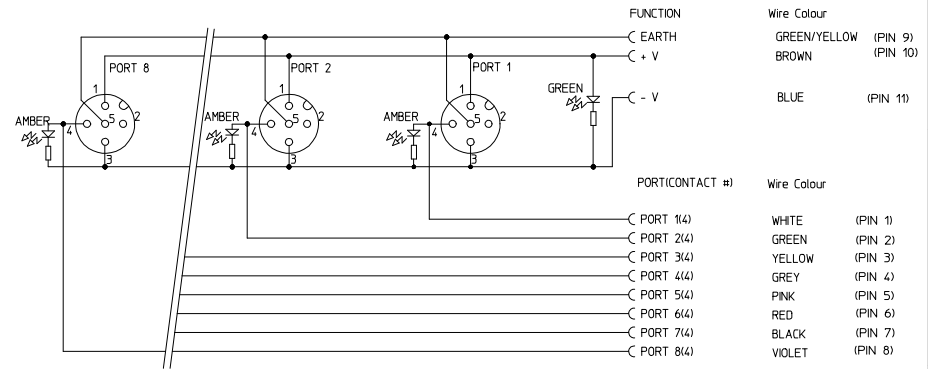 FUNCTION Wire Colour
EARTH GREEN/YELLOW (PIN 9)
+ V BROWN (PIN 10)
PORT 8 PORT 2 PORT 1
1 1 1
GREEN
- V BLUE (PIN 11)
AMBER 4 5 2 AMBER 4 5 2 AMBER 4 5 2
3 3 3
PORT(CONTACT #) Wire Colour
PORT 1(4) WHITE (PIN 1)
PORT 2(4) GREEN (PIN 2)
PORT 3(4) YELLOW (PIN 3)
PORT 4(4) GREY (PIN 4)
PORT 5(4) PINK (PIN 5)
PORT 6(4) RED (PIN 6)
PORT 7(4) BLACK (PIN 7)
PORT 8(4) VIOLET (PIN 8)